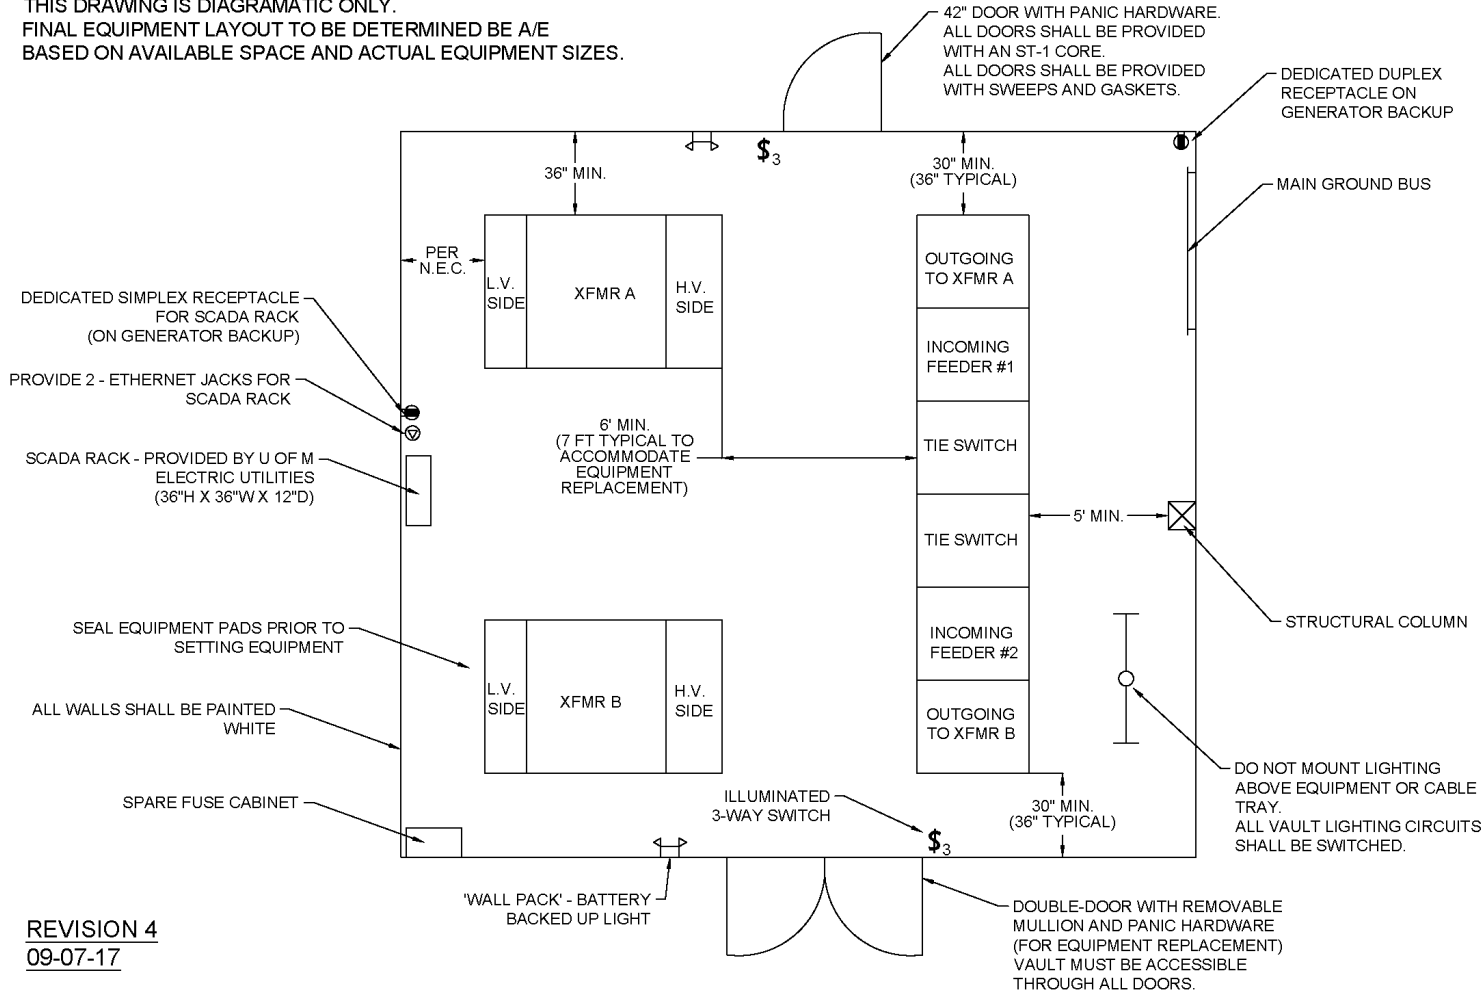 THIS DRAWING IS DIAGRAMATIC ONLY.
FINAL EQUIPMENT LAYOUT TO BE DETERMINED BE A/E
BASED ON AVAILABLE SPACE AND ACTUAL EQUIPMENT SIZES.
42" DOOR WITH PANIC HARDWARE.
ALL DOORS SHALL BE PROVIDED
WITH AN ST-1 CORE.
ALL DOORS SHALL BE PROVIDED
WITH SWEEPS AND GASKETS.
DEDICATED DUPLEX
RECEPTACLE ON
GENERATOR BACKUP
MAIN GROUND BUS
$3
36" MIN.
30" MIN.
(36" TYPICAL)
PER
N.E.C.
L.V.
SIDE
XFMR A
H.V.
SIDE
OUTGOING
TO XFMR A
INCOMING
FEEDER #1
TIE SWITCH
TIE SWITCH
INCOMING
FEEDER #2
OUTGOING
TO XFMR B
DEDICATED SIMPLEX RECEPTACLE
FOR SCADA RACK
(ON GENERATOR BACKUP)
PROVIDE 2 - ETHERNET JACKS FOR
SCADA RACK
SCADA RACK - PROVIDED BY U OF M
ELECTRIC UTILITIES
(36"H X 36"W X 12"D)
6' MIN.
(7 FT TYPICAL TO
ACCOMMODATE
EQUIPMENT
REPLACEMENT)
5' MIN.
STRUCTURAL COLUMN
SEAL EQUIPMENT PADS PRIOR TO
SETTING EQUIPMENT
L.V.
SIDE
XFMR B
H.V.
SIDE
ALL WALLS SHALL BE PAINTED
WHITE
SPARE FUSE CABINET
ILLUMINATED
3-WAY SWITCH
$3
30" MIN.
(36" TYPICAL)
DO NOT MOUNT LIGHTING
ABOVE EQUIPMENT OR CABLE
TRAY.
ALL VAULT LIGHTING CIRCUITS
SHALL BE SWITCHED.
'WALL PACK' - BATTERY
BACKED UP LIGHT
DOUBLE-DOOR WITH REMOVABLE
MULLION AND PANIC HARDWARE
(FOR EQUIPMENT REPLACEMENT)
VAULT MUST BE ACCESSIBLE
THROUGH ALL DOORS.
REVISION 4
09-07-17